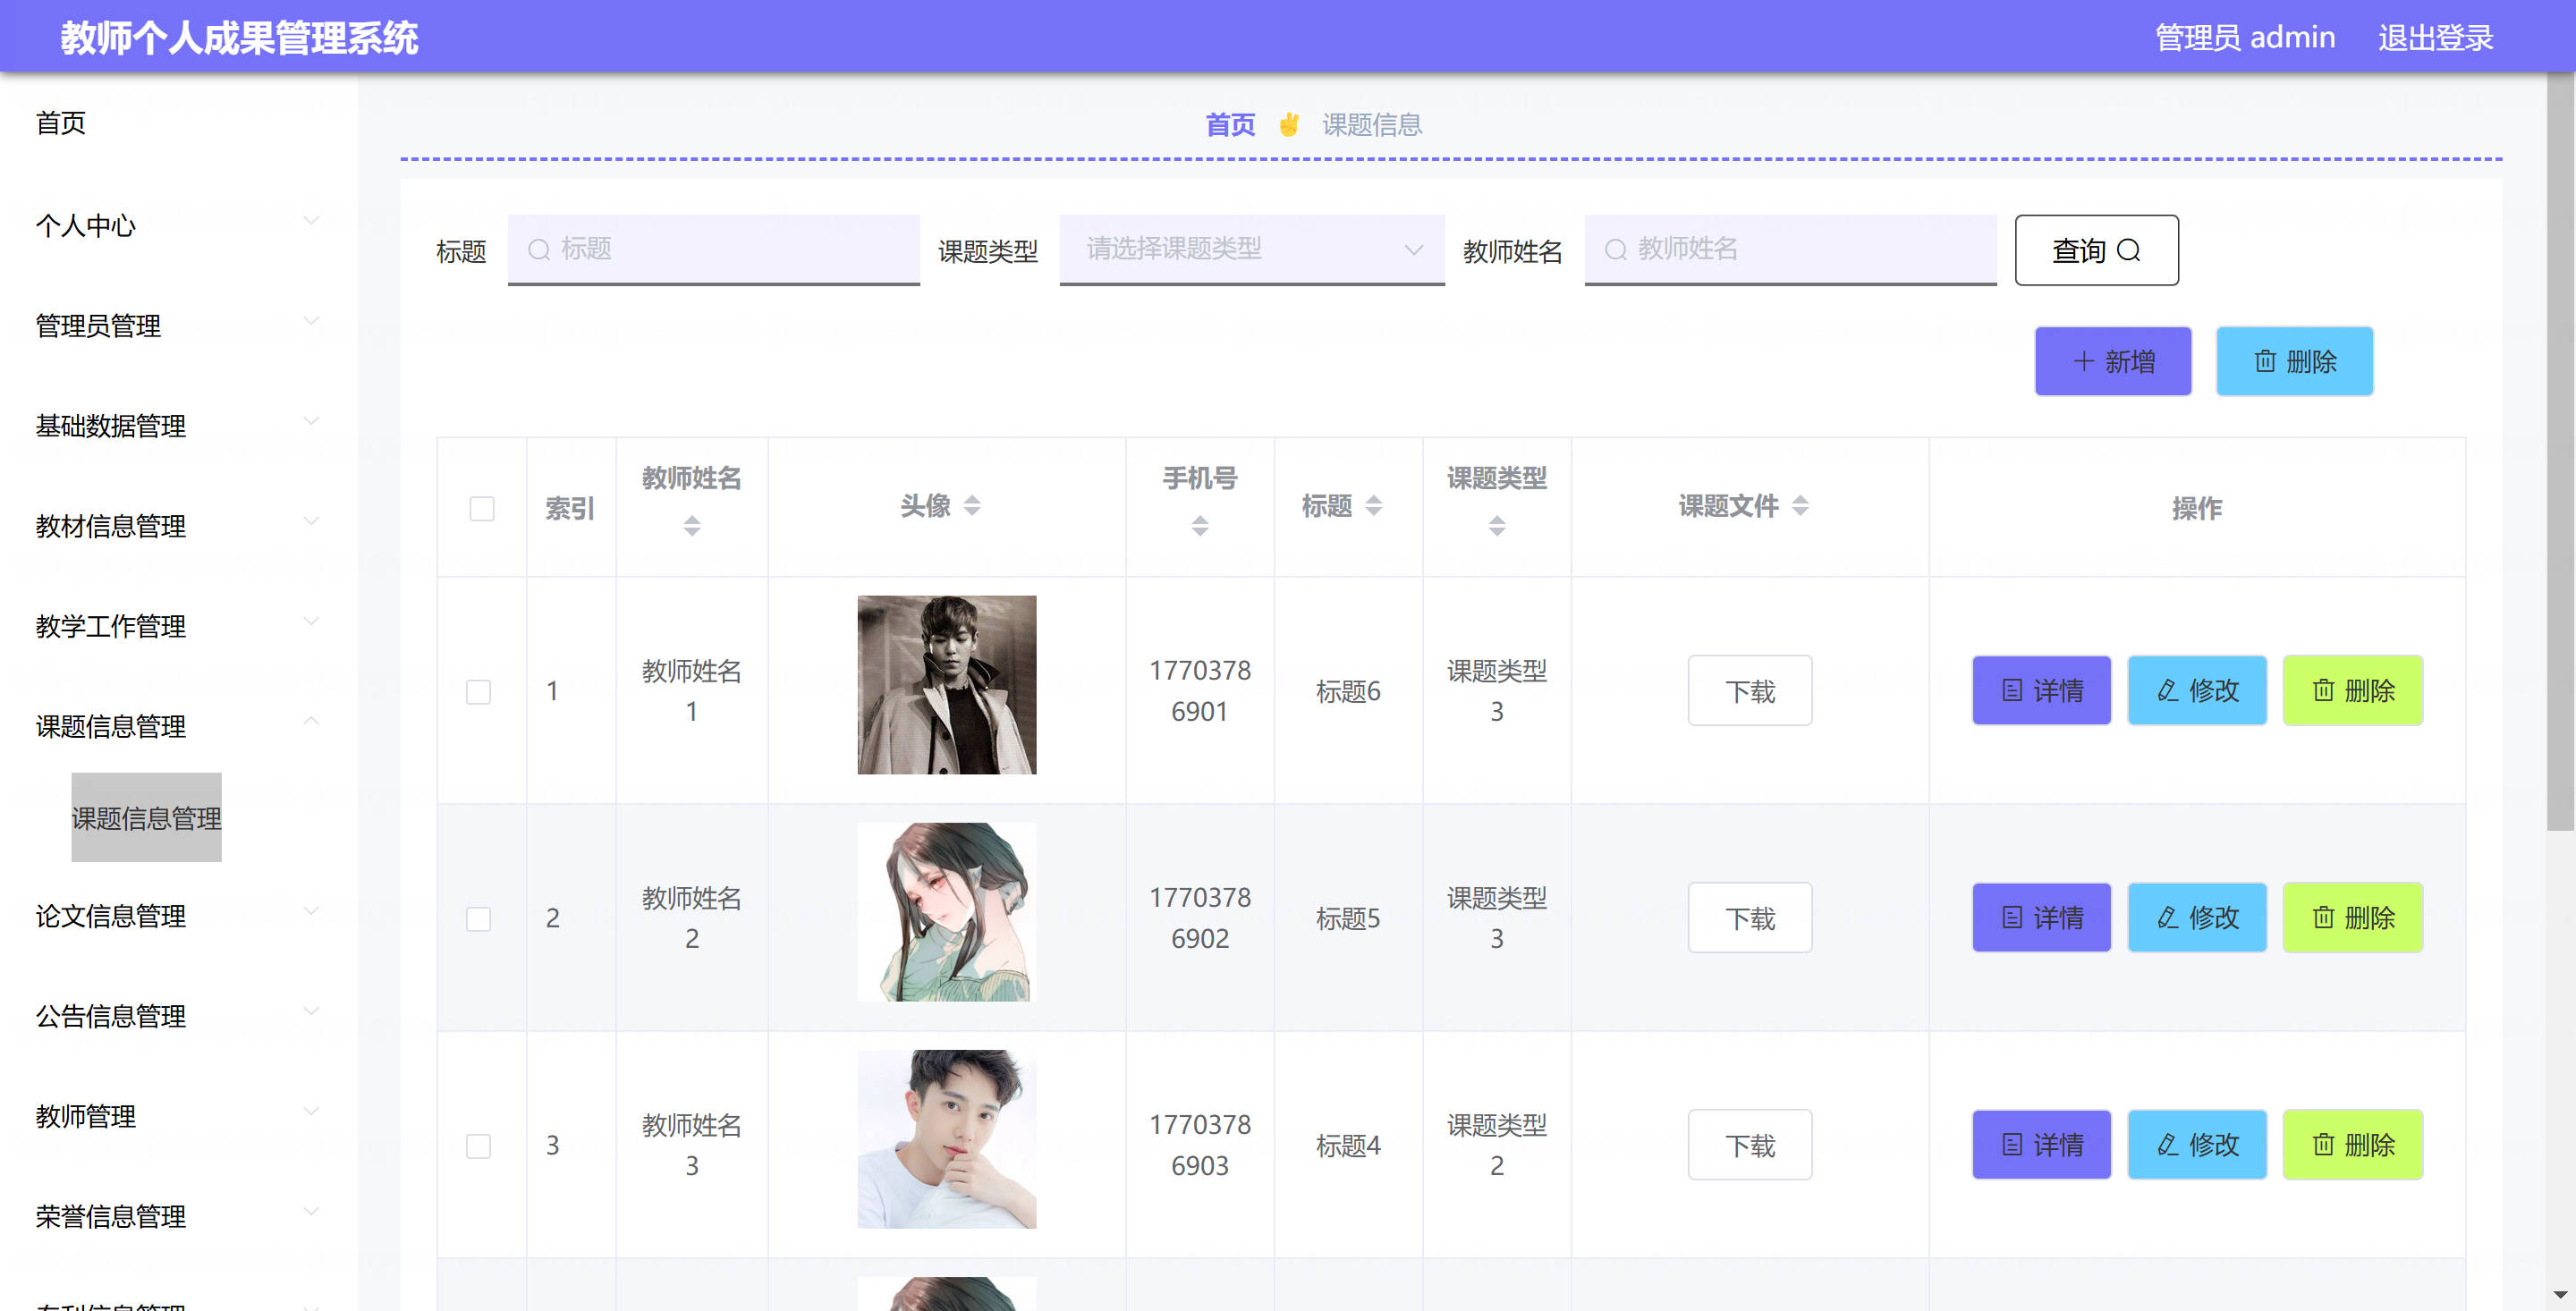 教师个人成果管理系统
管理员 admin
退出登录
首页
个人中心
管理员管理
基础数据管理
教材信息管理
教学工作管理
课题信息管理
课题信息管理
论文信息管理
公告信息管理
教师管理
荣誉信息管理
首页 课题信息
标题 标题 课题类型 请选择课题类型 教师姓名 教师姓名 查询
新增 删除
索引 教师姓名 头像 手机号 标题 课题类型 课题文件 操作
1 教师姓名1 17703786901 标题6 课题类型3 下载 详情 修改 删除
2 教师姓名2 17703786902 标题5 课题类型3 下载 详情 修改 删除
3 教师姓名3 17703786903 标题4 课题类型2 下载 详情 修改 删除